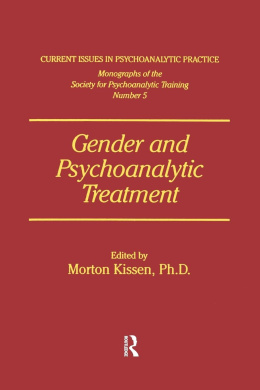 CURRENT ISSUES IN PSYCHOANALYTIC PRACTICE
Monographs of the
Society for Psychoanalytic Training
Number 5
Gender and
Psychoanalytic
Treatment
Edited by
Morton Kissen, Ph.D.
ROUTLEDGE